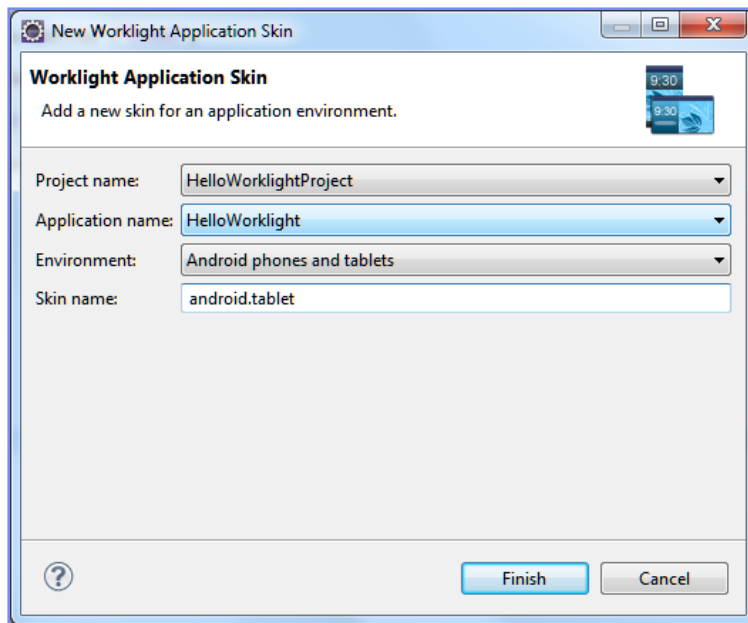 New Worklight Application Skin
Worklight Application Skin
Add a new skin for an application environment.
9:30
9:30
Project name: HelloWorklightProject
Application name: HelloWorklight
Environment: Android phones and tablets
Skin name: android.tablet
?
Finish Cancel